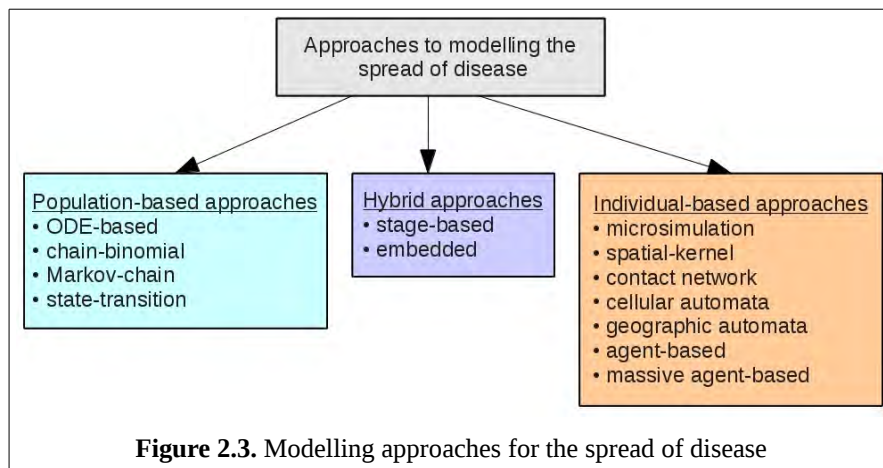 Approaches to modelling the
spread of disease
Population-based approaches
• ODE-based
• chain-binomial
• Markov-chain
• state-transition
Hybrid approaches
• stage-based
• embedded
Individual-based approaches
• microsimulation
• spatial-kernel
• contact network
• cellular automata
• geographic automata
• agent-based
• massive agent-based
Figure 2.3. Modelling approaches for the spread of disease